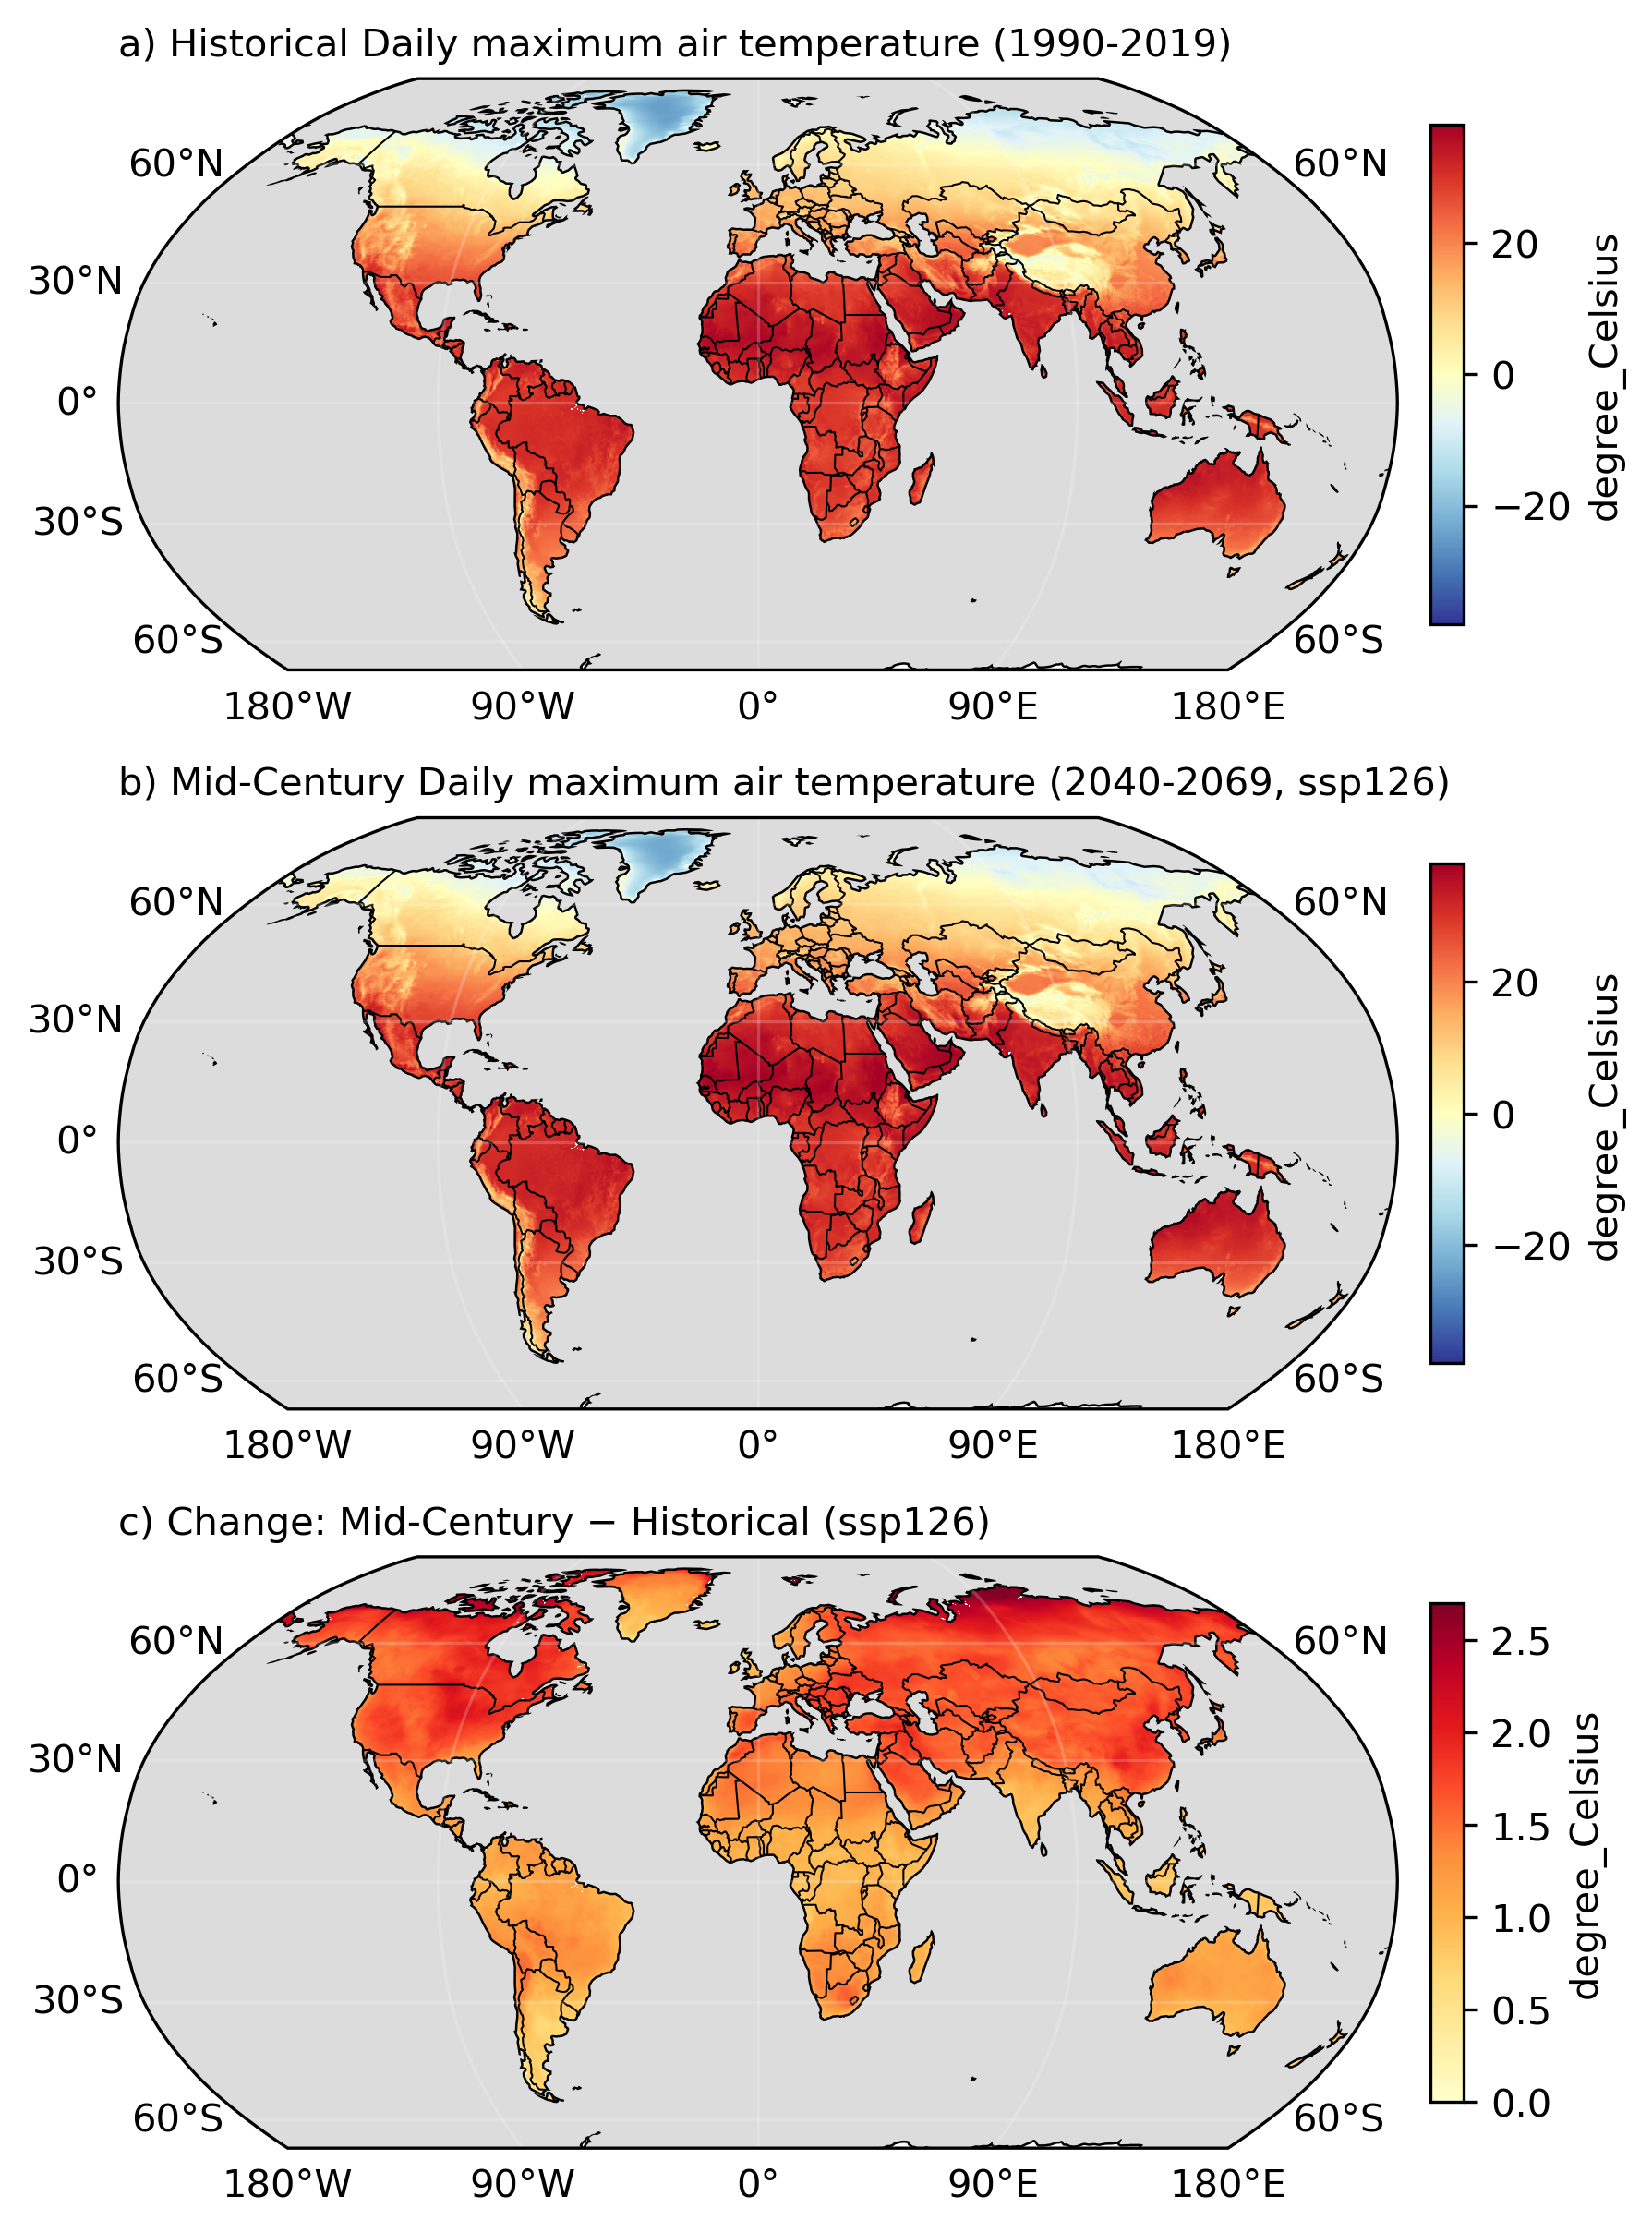 a) Historical Daily maximum air temperature (1990-2019)
60°N
60°N
30°N
0°
30°S
60°S
60°S
180°W
90°W
0°
90°E
180°E
20
0
−20
degree_Celsius
b) Mid-Century Daily maximum air temperature (2040-2069, ssp126)
60°N
60°N
30°N
0°
30°S
60°S
60°S
180°W
90°W
0°
90°E
180°E
20
0
−20
degree_Celsius
c) Change: Mid-Century − Historical (ssp126)
60°N
60°N
30°N
0°
30°S
60°S
60°S
180°W
90°W
0°
90°E
180°E
2.5
2.0
1.5
1.0
0.5
0.0
degree_Celsius